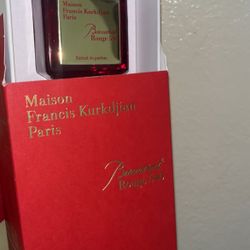 Maison
Francis Kurkdjian
Paris
Baccarat
Rouge 540
Extrait de parfum
Maison
Francis Kurkdjian
Paris
Baccarat
Rouge 540